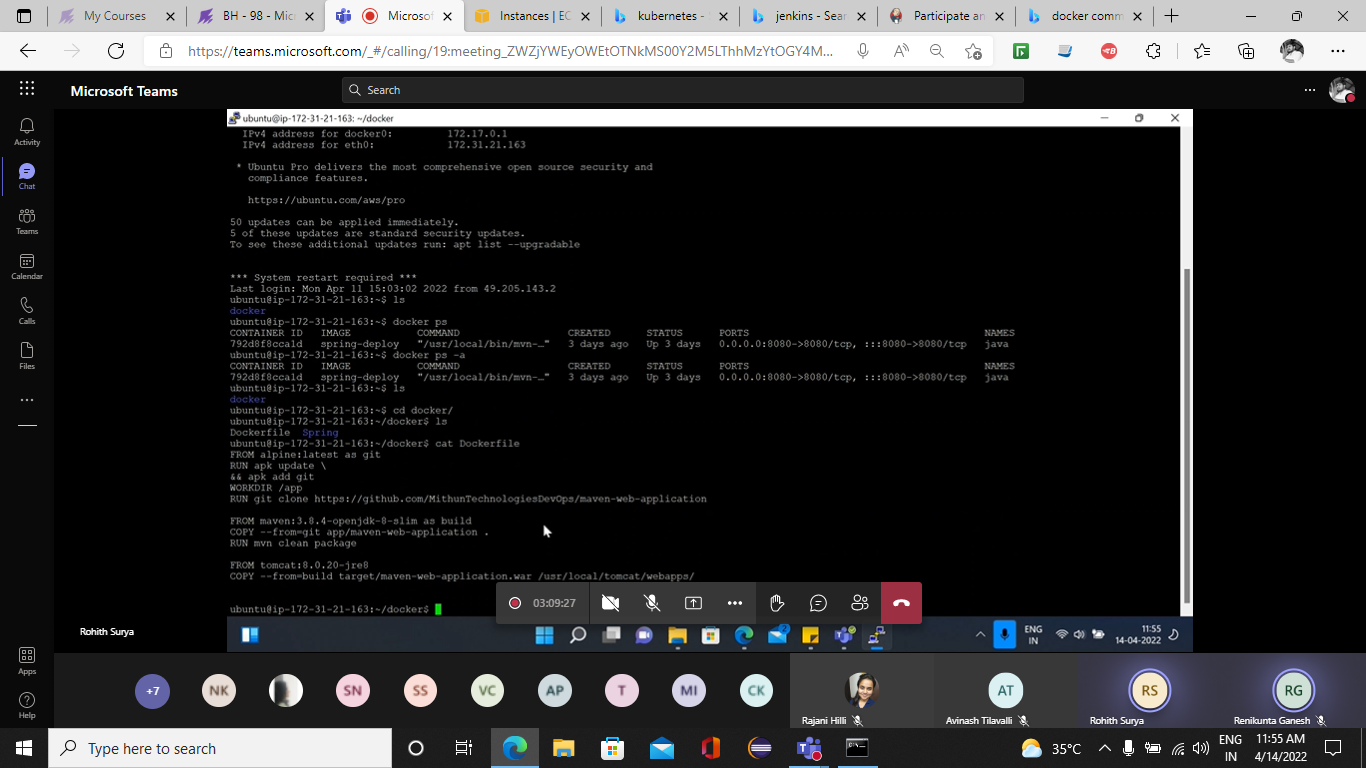 My Courses
BH - 98 - Mic
Microsof
Instances | EC
kubernetes -
jenkins - Sear
Participate an
docker comm
https://teams.microsoft.com/_#/calling/19:meeting_ZWZjYWEyOWEtOTNkMS00Y2M5LThhMzYtOGY4M...
Microsoft Teams
Search
Activity
Chat
Teams
Calendar
Calls
Files
Apps
Help
ubuntu@ip-172-31-21-163: ~/docker
IPv4 address for docker0: 172.17.0.1
IPv4 address for eth0: 172.31.21.163
* Ubuntu Pro delivers the most comprehensive open source security and
compliance features.
https://ubuntu.com/aws/pro
50 updates can be applied immediately.
5 of these updates are standard security updates.
To see these additional updates run: apt list --upgradable
*** System restart required ***
Last login: Mon Apr 11 15:03:02 2022 from 49.205.143.2
ubuntu@ip-172-31-21-163:~$ ls
docker
ubuntu@ip-172-31-21-163:~$ docker ps
CONTAINER ID IMAGE COMMAND CREATED STATUS PORTS NAMES
792d8f8cca1d spring-deploy "/usr/local/bin/mvn-…" 3 days ago Up 3 days 0.0.0.0:8080->8080/tcp, :::8080->8080/tcp java
ubuntu@ip-172-31-21-163:~$ docker ps -a
CONTAINER ID IMAGE COMMAND CREATED STATUS PORTS NAMES
792d8f8cca1d spring-deploy "/usr/local/bin/mvn-…" 3 days ago Up 3 days 0.0.0.0:8080->8080/tcp, :::8080->8080/tcp java
ubuntu@ip-172-31-21-163:~$ ls
docker
ubuntu@ip-172-31-21-163:~$ cd docker/
ubuntu@ip-172-31-21-163:~/docker$ ls
Dockerfile Spring
ubuntu@ip-172-31-21-163:~/docker$ cat Dockerfile
FROM alpine:latest as git
RUN apk update \
&& apk add git
WORKDIR /app
RUN git clone https://github.com/MithunTechnologiesDevOps/maven-web-application
FROM maven:3.8.4-openjdk-8-slim as build
COPY --from=git app/maven-web-application .
RUN mvn clean package
FROM tomcat:8.0.20-jre8
COPY --from=build target/maven-web-application.war /usr/local/tomcat/webapps/
ubuntu@ip-172-31-21-163:~/docker$
03:09:27
Rohith Surya
ENG
IN
11:55
14-04-2022
+7
NK
SN
SS
VC
AP
T
MI
CK
AT
RS
RG
Rajani Hilli
Avinash Tilavalli
Rohith Surya
Renikunta Ganesh
Type here to search
35°C
ENG
IN
11:55 AM
4/14/2022